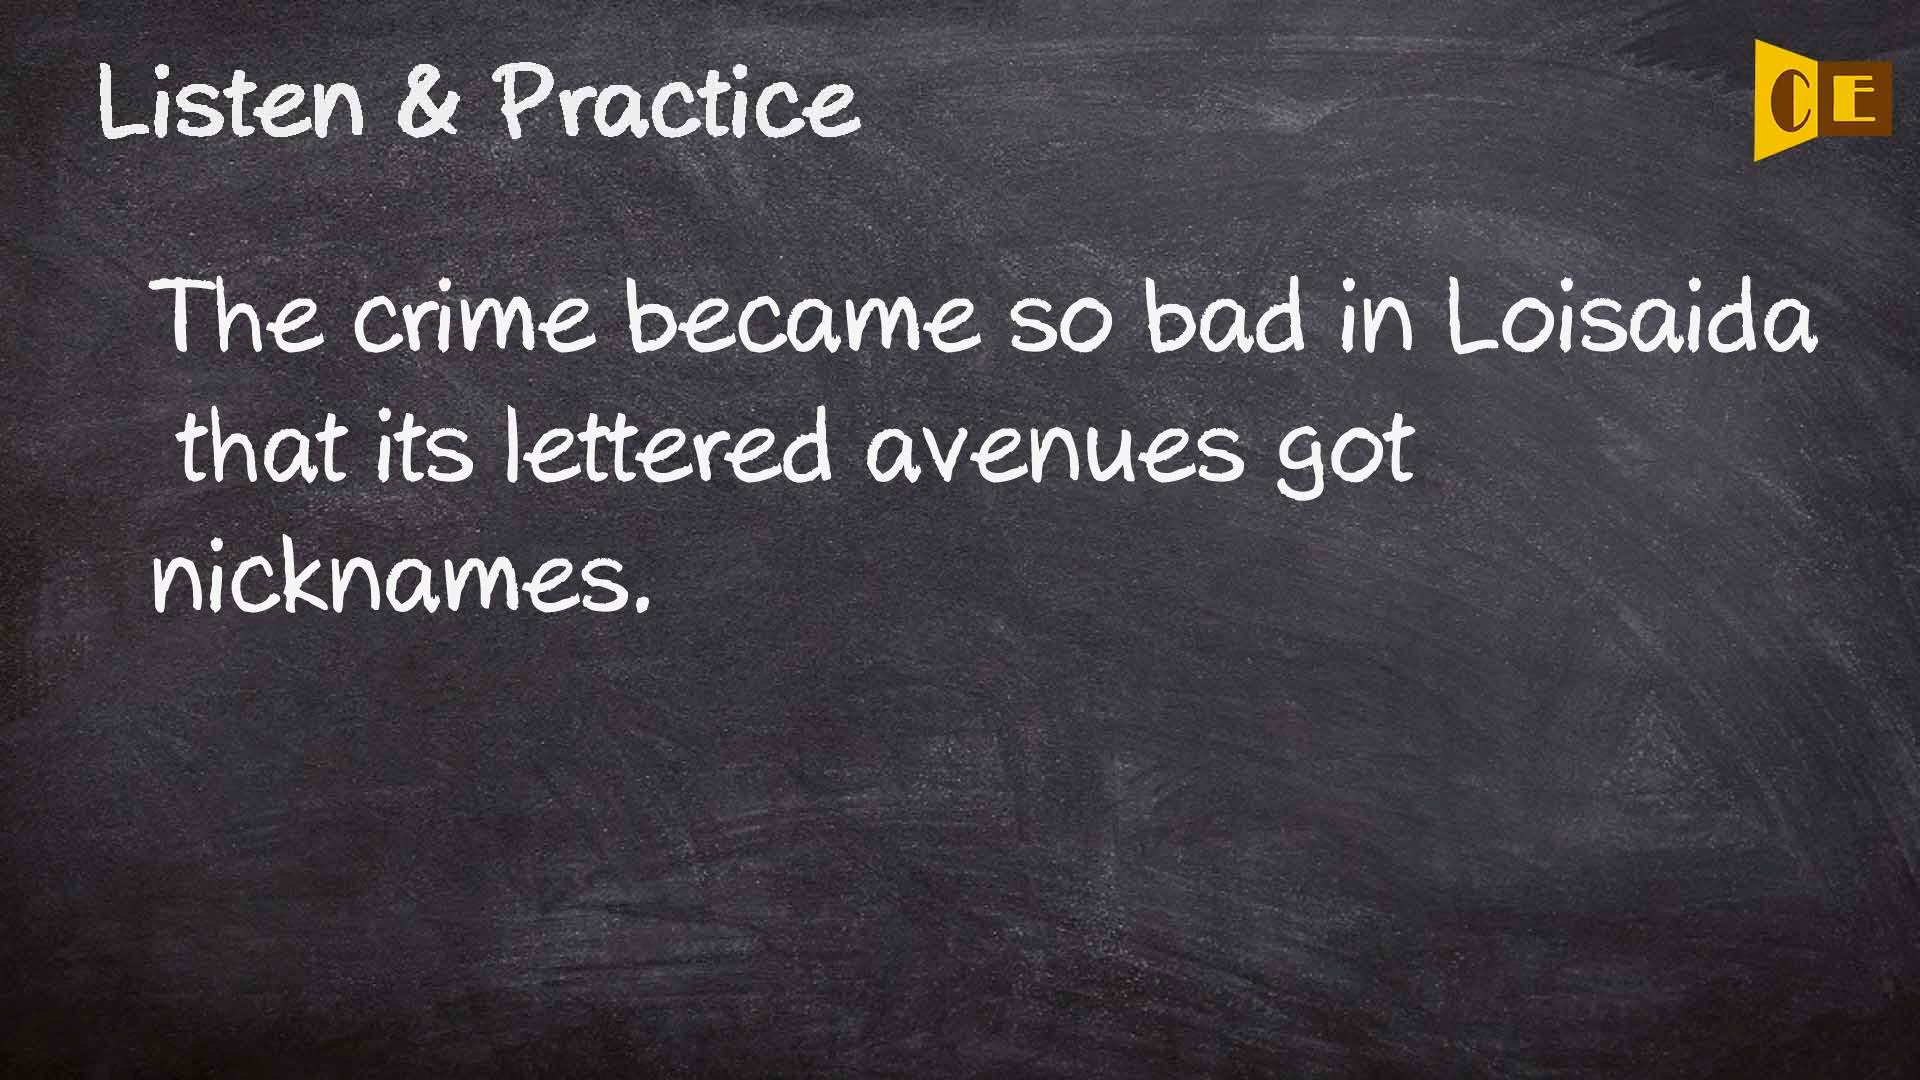 Listen & Practice
CE
The crime became so bad in Loisaida
that its lettered avenues got
nicknames.